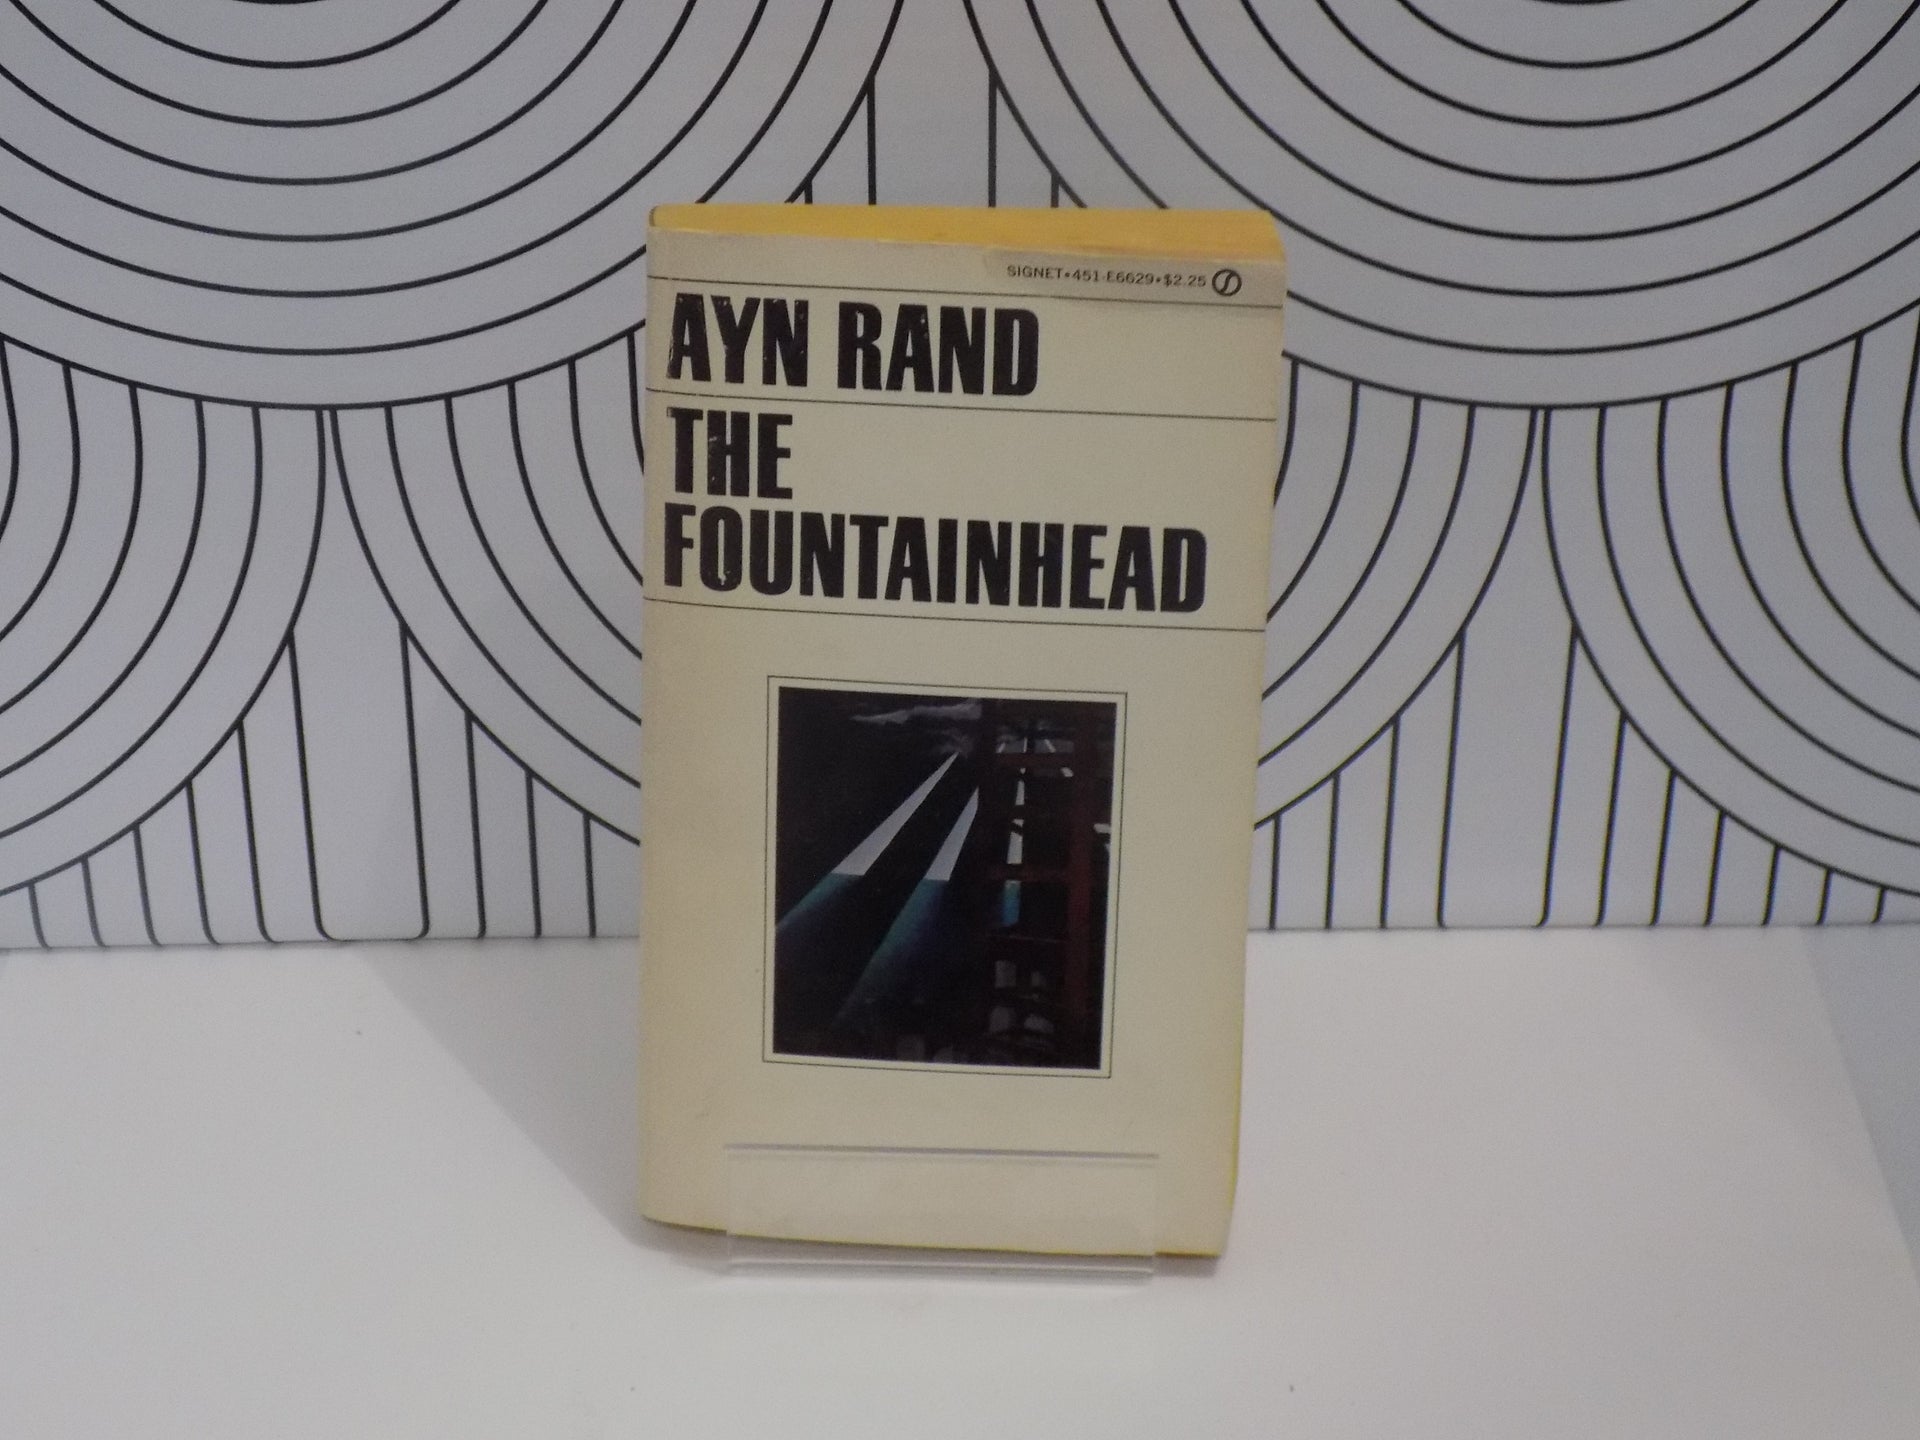 SIGNET•451-E6629•$2.25
AYN RAND
THE
FOUNTAINHEAD